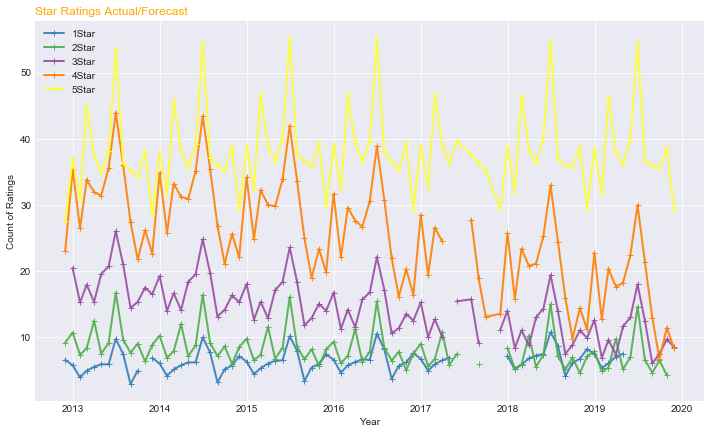 Star Ratings Actual/Forecast
1Star
2Star
3Star
4Star
5Star
50
40
30
20
10
Count of Ratings
2013 2014 2015 2016 2017 2018 2019 2020
Year